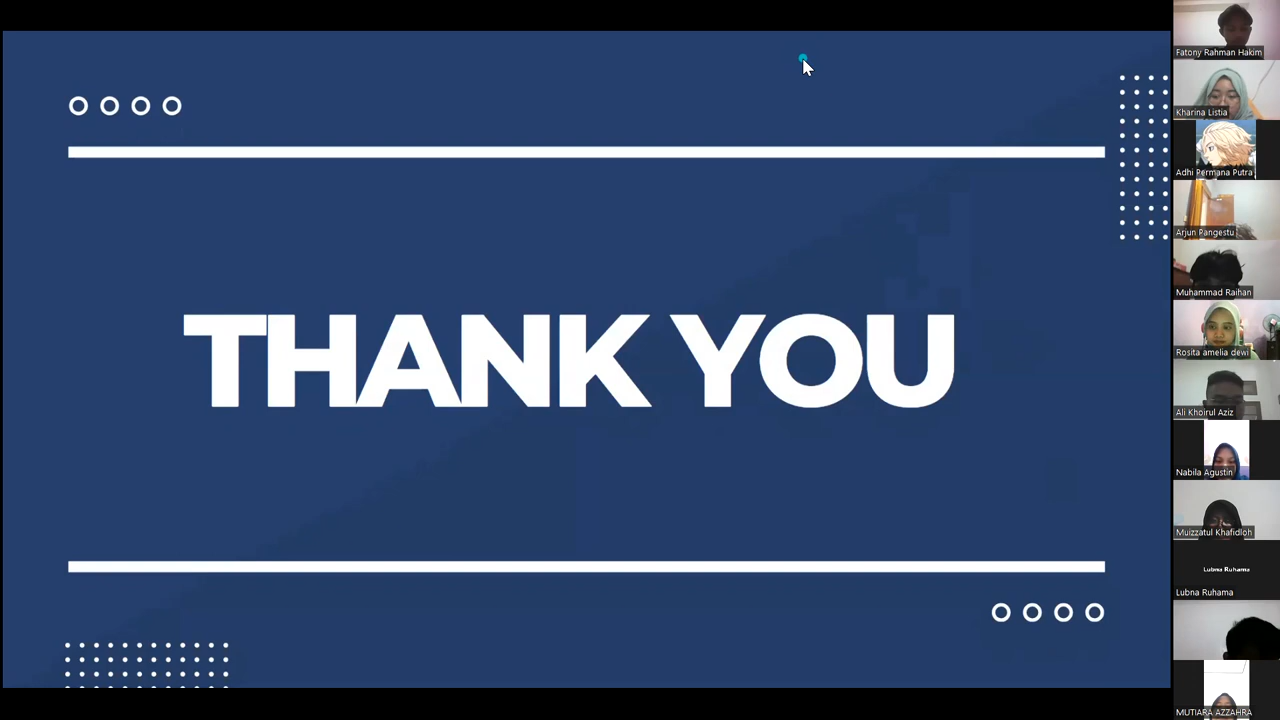 THANK YOU
Fatony Rahman Hakim
Kharina Listia
Adhi Permana Putra
Arjun Pangestu
Muhammad Raihan
Rosita amelia dewi
Ali Khoirul Aziz
Nabila Agustin
Muizzatul Khafidloh
Lubna Ruhama
Lubna Ruhama
MUTIARA AZZAHRA